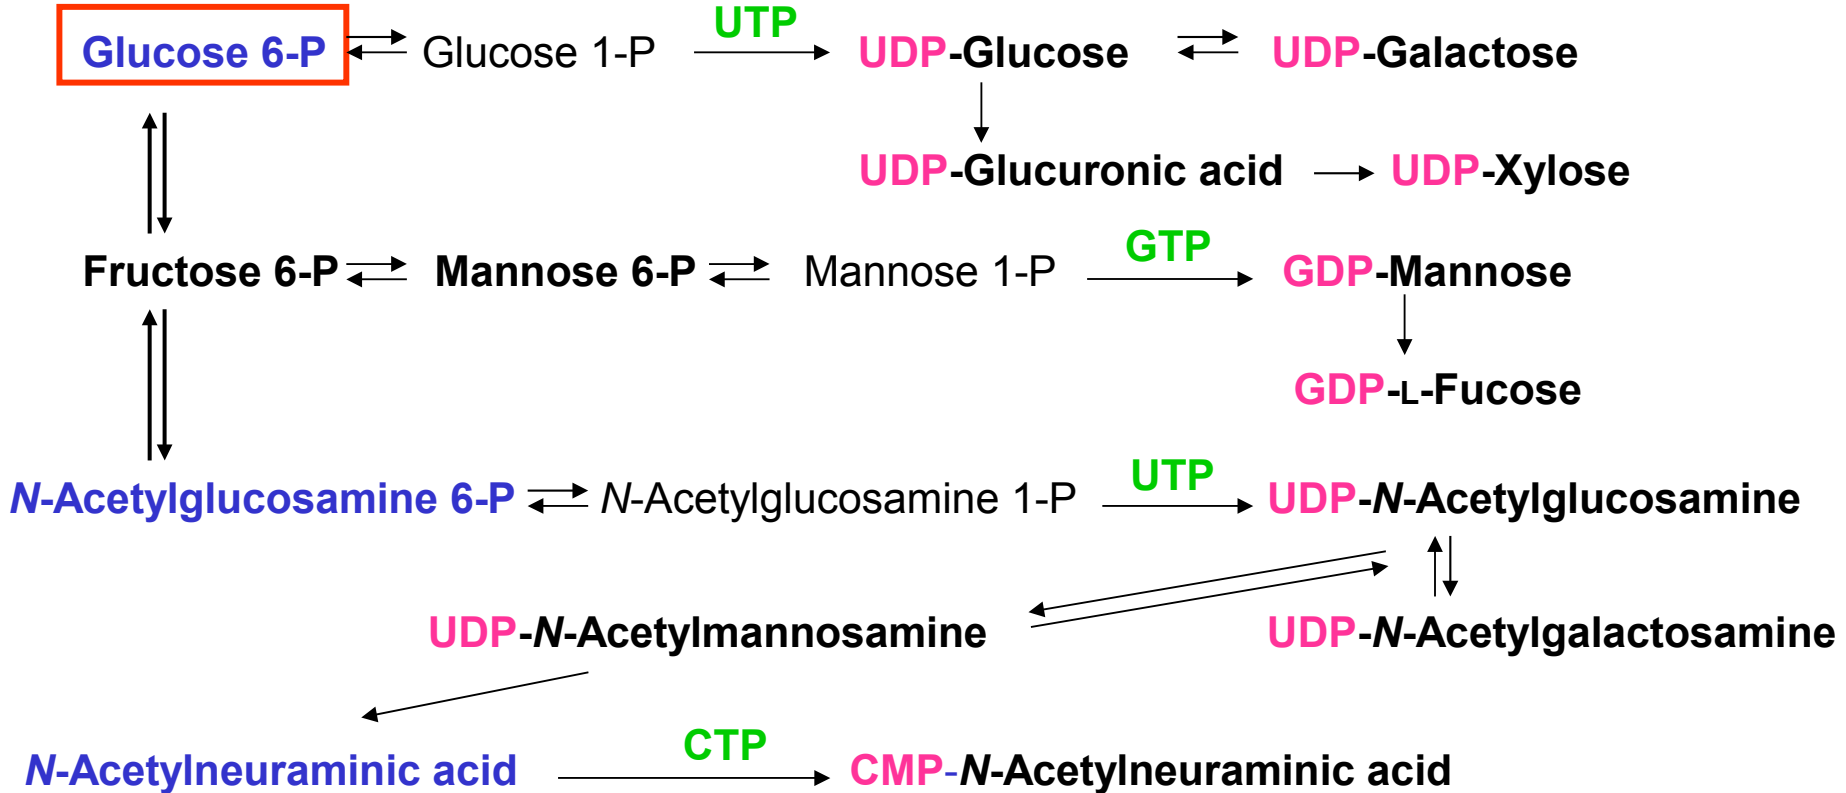 UTP
Glucose 6-P Glucose 1-P UDP-Glucose UDP-Galactose
UDP-Glucuronic acid UDP-Xylose
GTP
Fructose 6-P Mannose 6-P Mannose 1-P GDP-Mannose
GDP-L-Fucose
UTP
N-Acetylglucosamine 6-P N-Acetylglucosamine 1-P UDP-N-Acetylglucosamine
UDP-N-Acetylmannosamine UDP-N-Acetylgalactosamine
CTP
N-Acetylneuraminic acid CMP-N-Acetylneuraminic acid